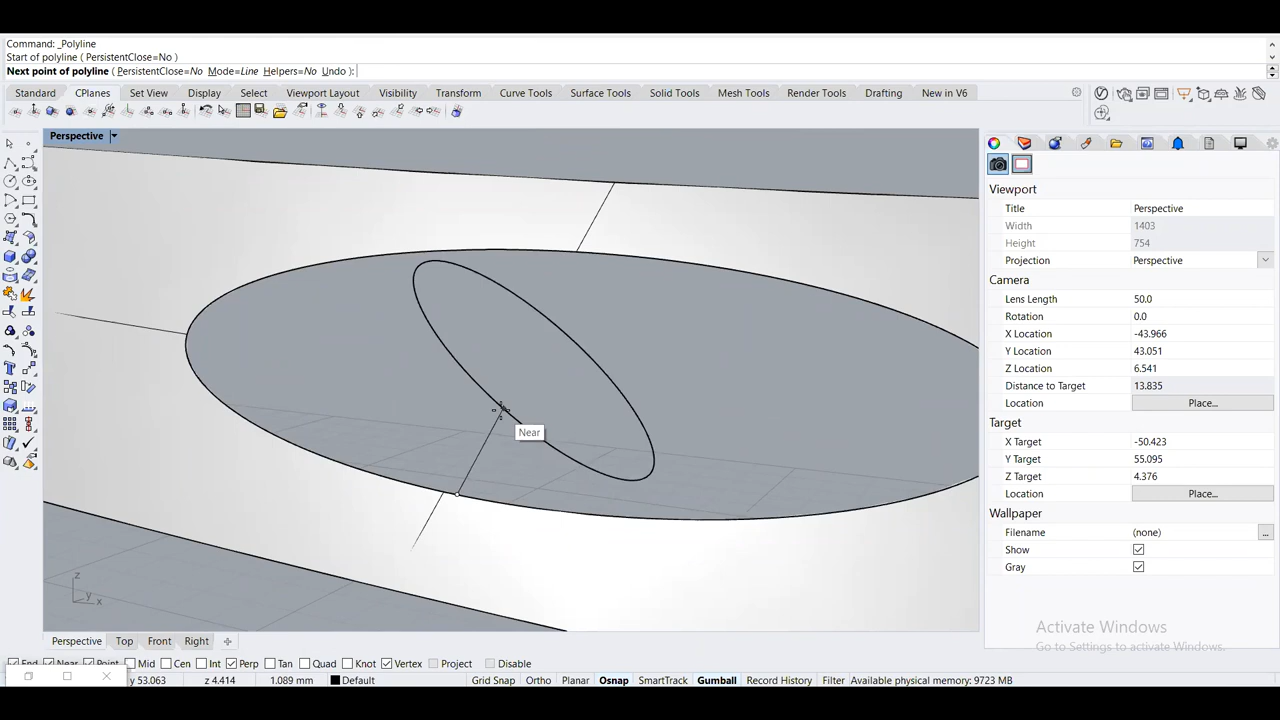 Command: _Polyline
Start of polyline ( PersistentClose=No )
Next point of polyline ( PersistentClose=No Mode=Line Helpers=No Undo ):
Standard CPlanes Set View Display Select Viewport Layout Visibility Transform Curve Tools Surface Tools Solid Tools Mesh Tools Render Tools Drafting New in V6
Perspective
Near
z
y
x
Viewport
Title Perspective
Width 1403
Height 754
Projection Perspective
Camera
Lens Length 50.0
Rotation 0.0
X Location -43.966
Y Location 43.051
Z Location 6.541
Distance to Target 13.835
Location Place...
Target
X Target -50.423
Y Target 55.095
Z Target 4.376
Location Place...
Wallpaper
Filename (none) ...
Show
Gray
Activate Windows
Go to Settings to activate Windows.
Perspective Top Front Right
End Near Point Mid Cen Int Perp Tan Quad Knot Vertex Project Disable
y 53.063 z 4.414 1.089 mm Default Grid Snap Ortho Planar Osnap SmartTrack Gumball Record History Filter Available physical memory: 9723 MB